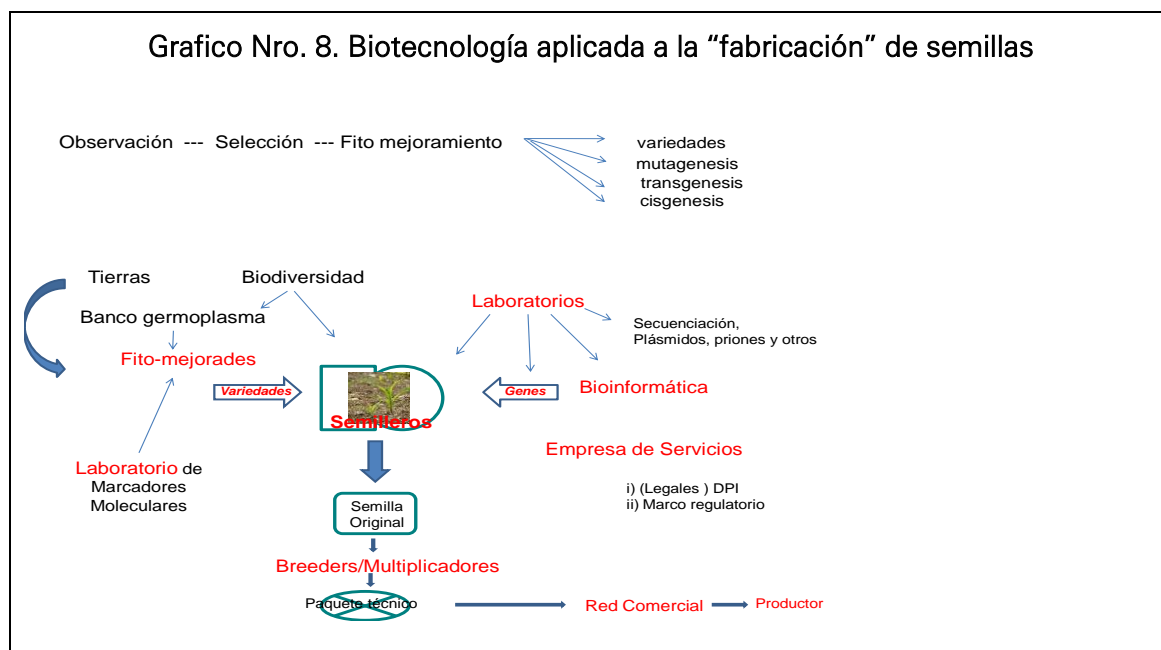 Grafico Nro. 8. Biotecnología aplicada a la “fabricación” de semillas
Observación --- Selección --- Fito mejoramiento
variedades
mutagenesis
transgenesis
cisgenesis
Tierras
Biodiversidad
Banco germoplasma
Fito-mejorades
Laboratorios
Secuenciación,
Plásmidos, priones y otros
Variedades
Semilleros
Genes
Bioinformática
Laboratorio de
Marcadores
Moleculares
Empresa de Servicios
i) (Legales ) DPI
ii) Marco regulatorio
Semilla
Original
Breeders/Multiplicadores
Paquete técnico
Red Comercial
Productor